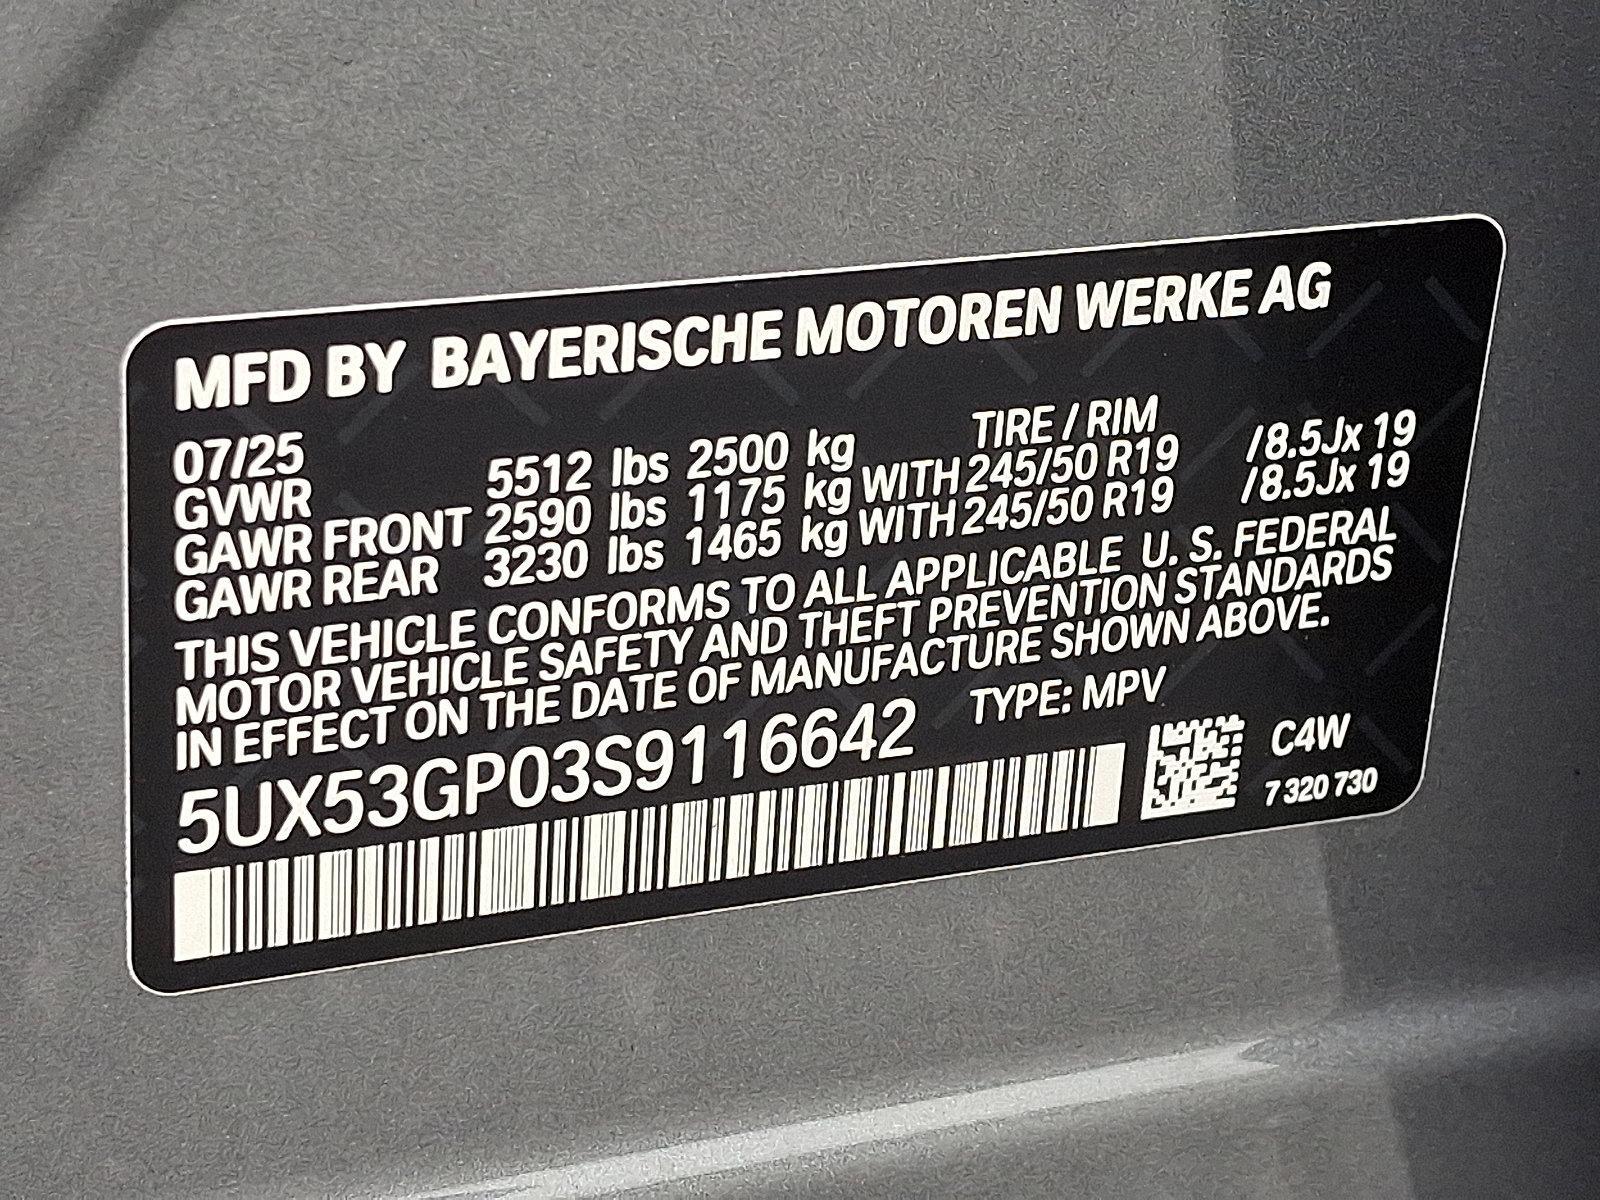 MFD BY BAYERISCHE MOTOREN WERKE AG
07/25 TIRE / RIM
GVWR 5512 lbs 2500 kg
GAWR FRONT 2590 lbs 1175 kg WITH 245/50 R19 /8.5Jx 19
GAWR REAR 3230 lbs 1465 kg WITH 245/50 R19 /8.5Jx 19
THIS VEHICLE CONFORMS TO ALL APPLICABLE U. S. FEDERAL
MOTOR VEHICLE SAFETY AND THEFT PREVENTION STANDARDS
IN EFFECT ON THE DATE OF MANUFACTURE SHOWN ABOVE.
5UX53GP03S9116642 TYPE: MPV
C4W
7 320 730